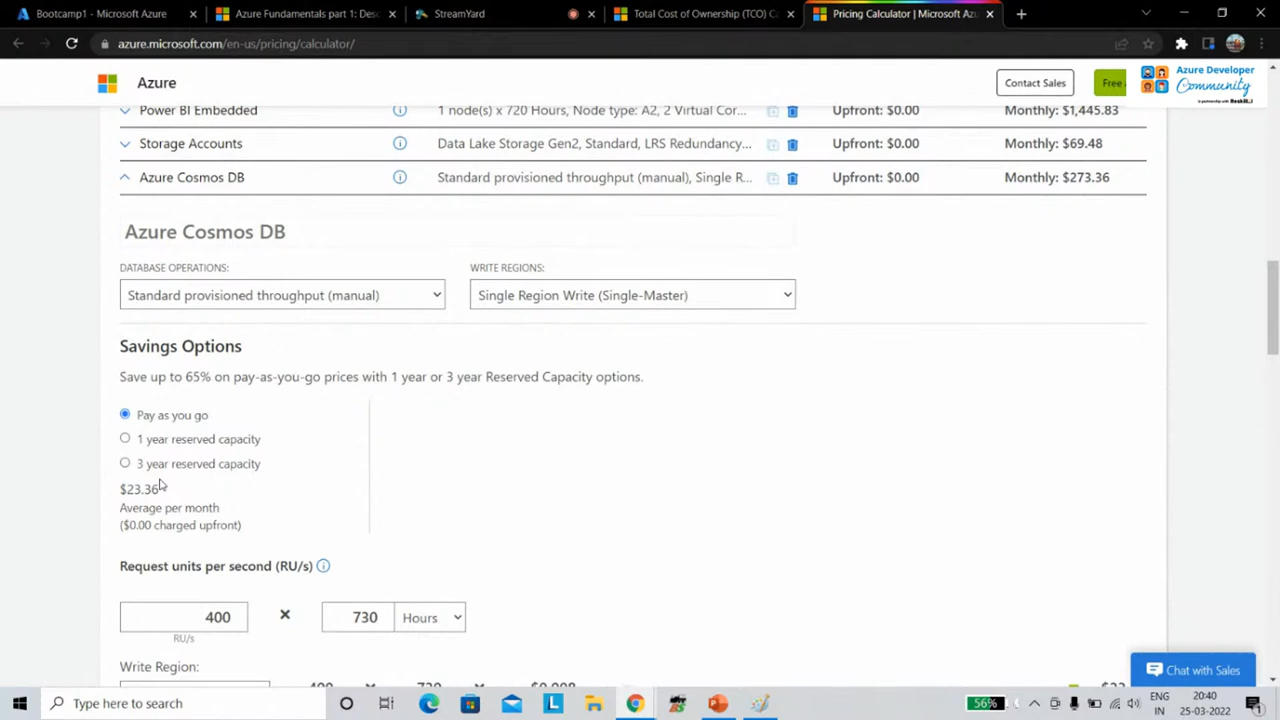 Bootcamp1 - Microsoft Azure
Azure Fundamentals part 1: Des
StreamYard
Total Cost of Ownership (TCO) Ca
Pricing Calculator | Microsoft Az
azure.microsoft.com/en-us/pricing/calculator/
Azure
Contact Sales
Free
Azure Developer
Community
Power BI Embedded
1 node(s) x 720 Hours, Node type: A2, 2 Virtual Cor...
Upfront: $0.00
Monthly: $1,445.83
Storage Accounts
Data Lake Storage Gen2, Standard, LRS Redundancy...
Upfront: $0.00
Monthly: $69.48
Azure Cosmos DB
Standard provisioned throughput (manual), Single R...
Upfront: $0.00
Monthly: $273.36
Azure Cosmos DB
DATABASE OPERATIONS:
WRITE REGIONS:
Standard provisioned throughput (manual)
Single Region Write (Single-Master)
Savings Options
Save up to 65% on pay-as-you-go prices with 1 year or 3 year Reserved Capacity options.
Pay as you go
1 year reserved capacity
3 year reserved capacity
$23.36
Average per month
($0.00 charged upfront)
Request units per second (RU/s)
400
×
730
Hours
RU/s
Write Region:
400
730
$0.008
Chat with Sales
Type here to search
56%
ENG
IN
20:40
25-03-2022
1